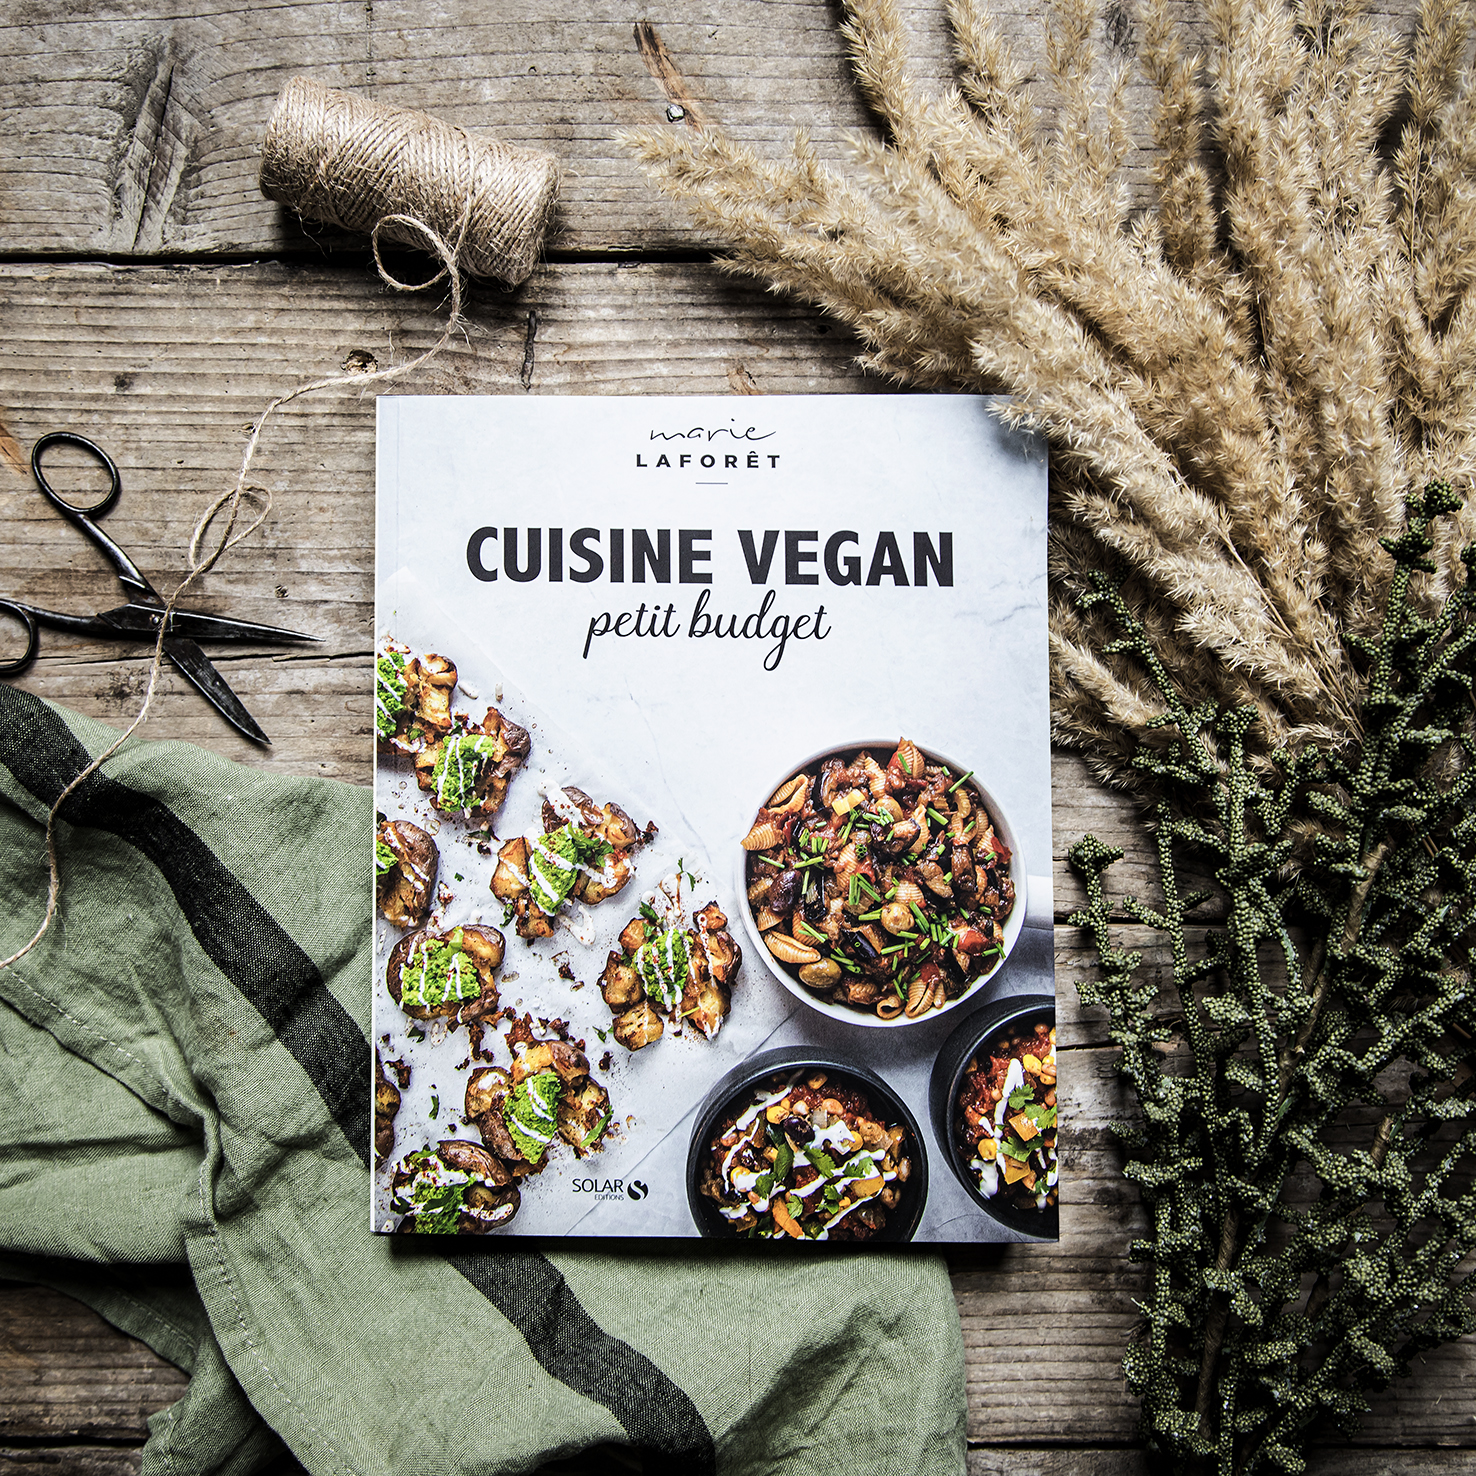 marie
LAFORÊT
CUISINE VEGAN
petit budget
SOLAR
EDITIONS